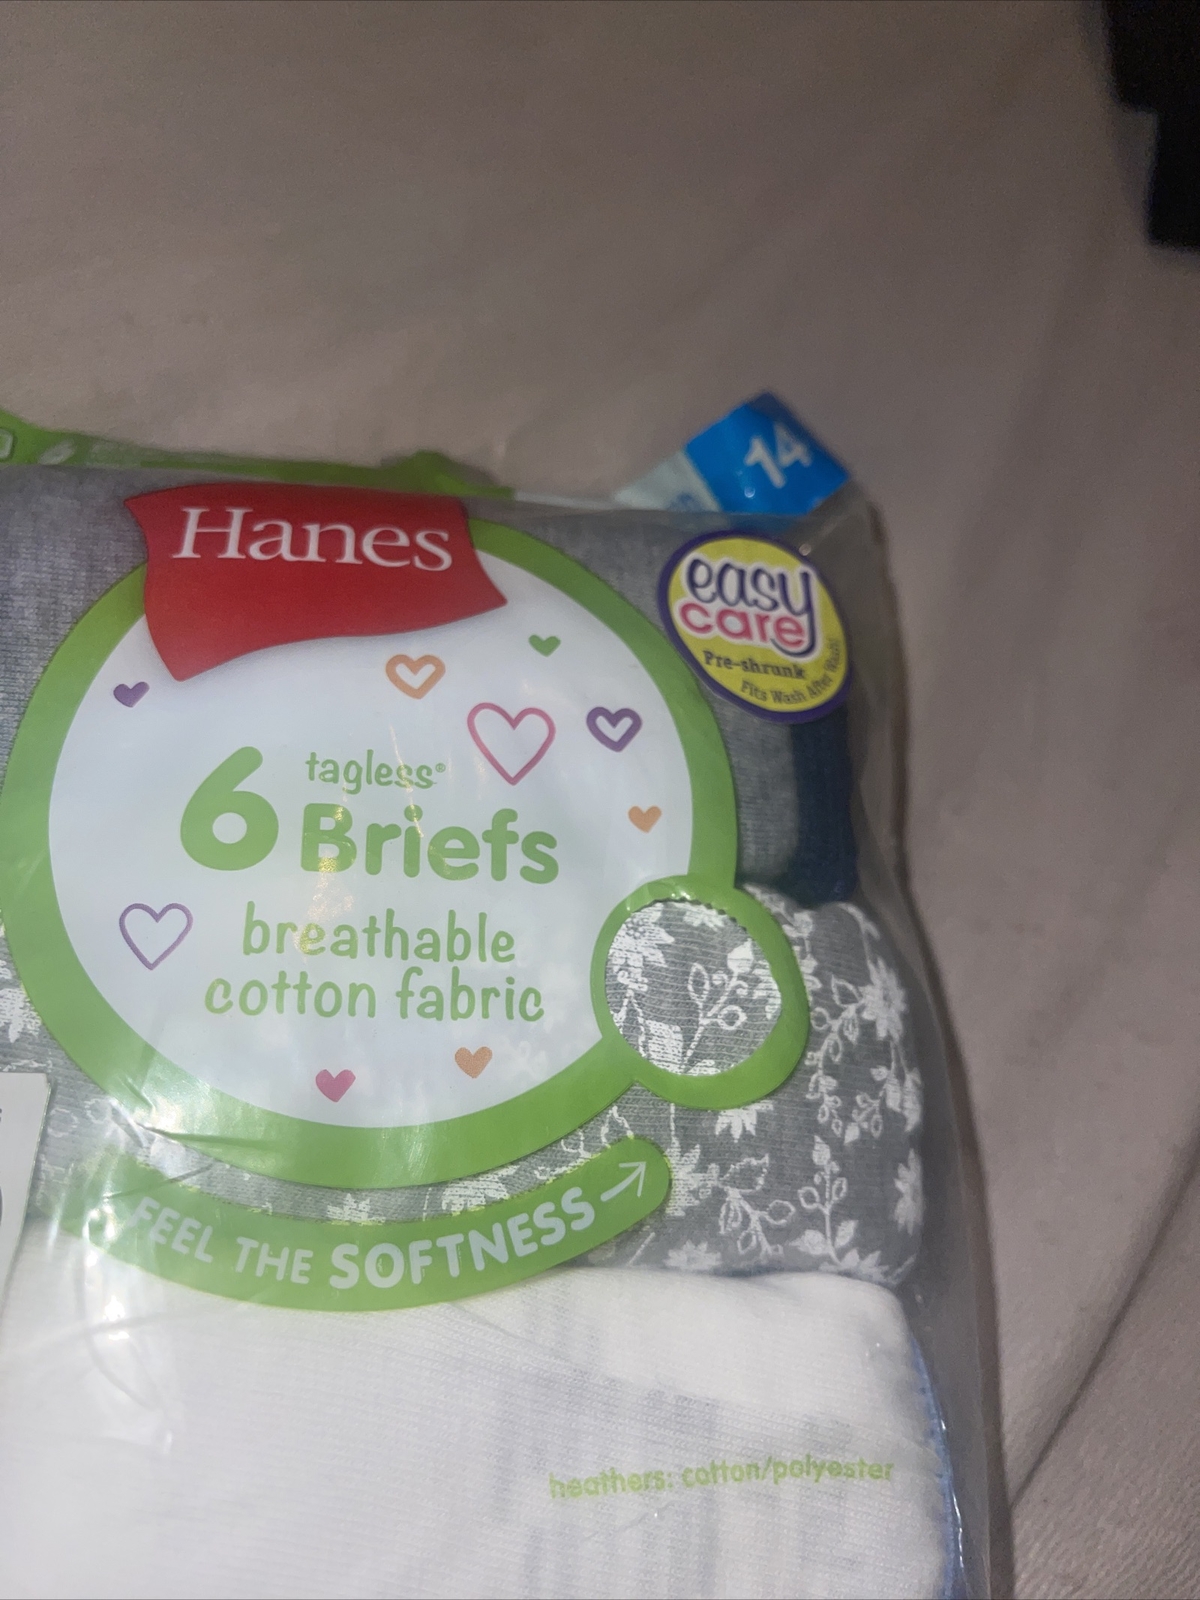 14
Hanes
easy
care
Pre-shrunk
Fits Wash After Wash!
tagless®
6 Briefs
breathable
cotton fabric
FEEL THE SOFTNESS
heathers: cotton/polyester